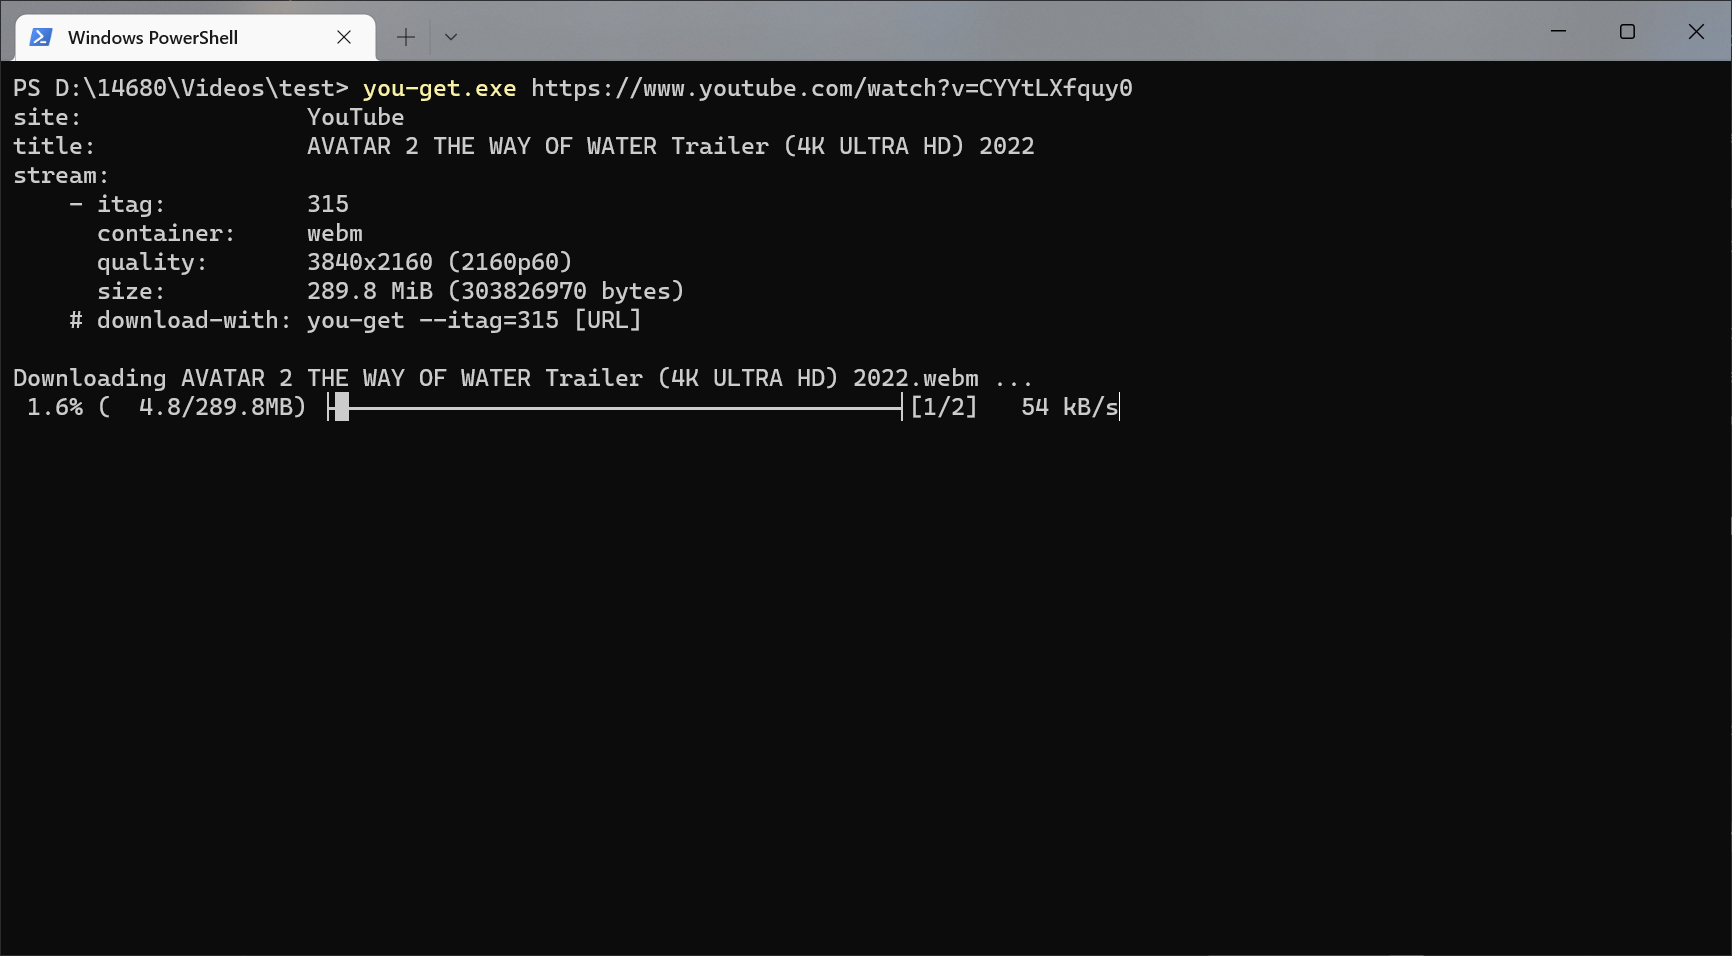 Windows PowerShell
PS D:\14680\Videos\test> you-get.exe https://www.youtube.com/watch?v=CYYtLXfquy0
site:                YouTube
title:               AVATAR 2 THE WAY OF WATER Trailer (4K ULTRA HD) 2022
stream:
    - itag:          315
      container:     webm
      quality:       3840x2160 (2160p60)
      size:          289.8 MiB (303826970 bytes)
    # download-with: you-get --itag=315 [URL]
Downloading AVATAR 2 THE WAY OF WATER Trailer (4K ULTRA HD) 2022.webm ...
 1.6% (  4.8/289.8MB) ├█───────────────────────────────────────┤[1/2]   54 kB/s